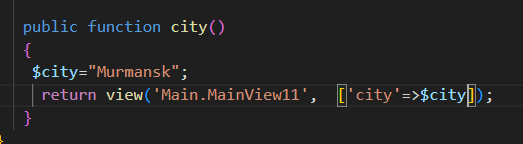 public function city()
{
$city="Murmansk";
return view('Main.MainView11',  ['city'=>$city]);
}
}